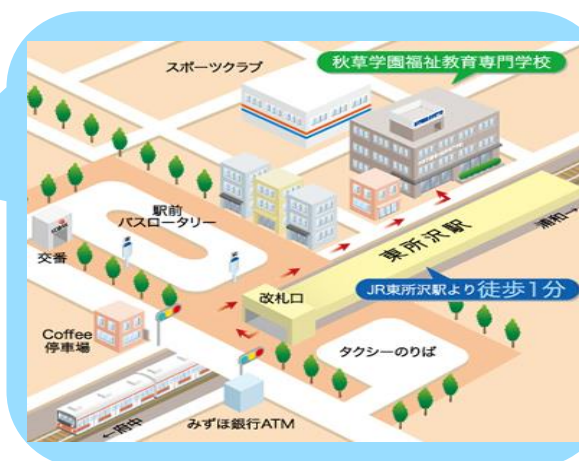 スポーツクラブ
秋草学園福祉教育専門学校
駅前
バスロータリー
交番
東所沢駅
浦和→
改札口
JR東所沢駅より徒歩1分
Coffee
停車場
タクシーのりば
みずほ銀行ATM
←府中